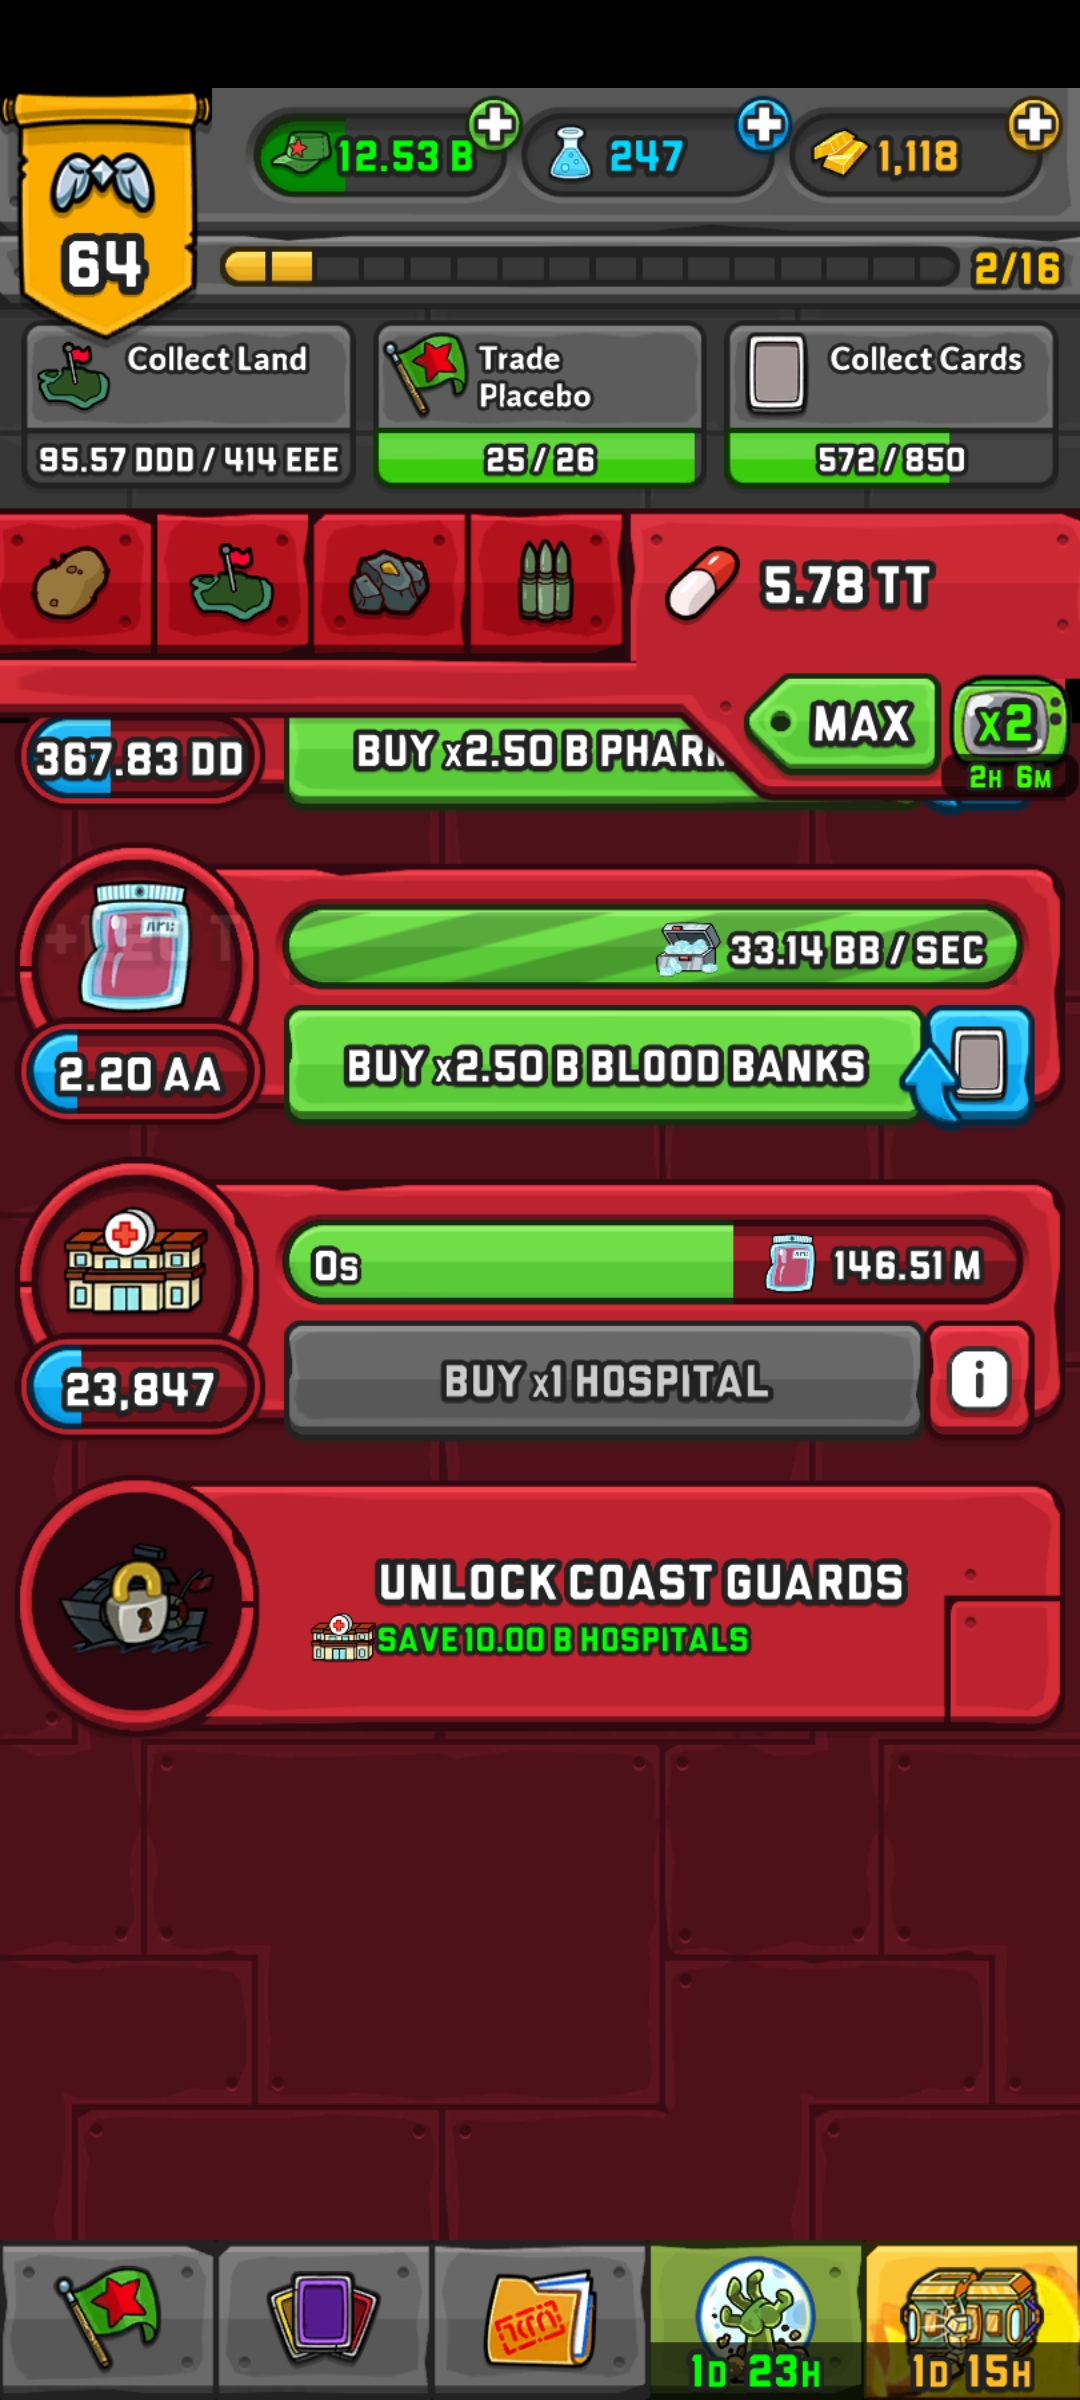 12.53 B
247
1,118
64
2/16
Collect Land
95.57 DDD / 414 EEE
Trade
Placebo
25 / 26
Collect Cards
572 / 850
5.78 TT
MAX
x2
2H 6M
367.83 DD
BUY x2.50 B
33.14 BB / SEC
2.20 AA
BUY x2.50 B BLOOD BANKS
0s
146.51 M
23,847
BUY x1 HOSPITAL
i
UNLOCK COAST GUARDS
SAVE 10.00 B HOSPITALS
1D 23H
1D 15H